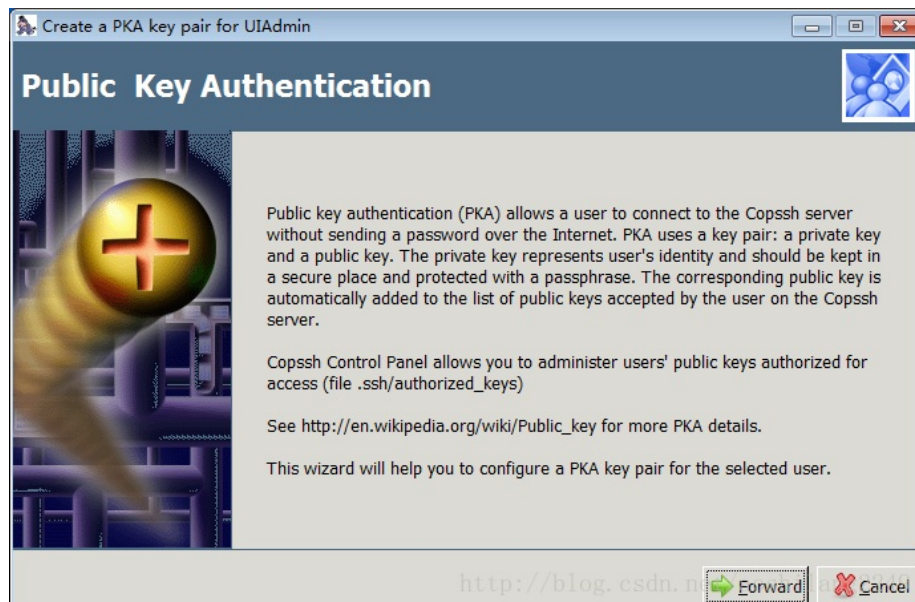 Create a PKA key pair for UIAdmin
Public Key Authentication
Public key authentication (PKA) allows a user to connect to the Copssh server
without sending a password over the Internet. PKA uses a key pair: a private key
and a public key. The private key represents user's identity and should be kept in
a secure place and protected with a passphrase. The corresponding public key is
automatically added to the list of public keys accepted by the user on the Copssh
server.
Copssh Control Panel allows you to administer users' public keys authorized for
access (file .ssh/authorized_keys)
See http://en.wikipedia.org/wiki/Public_key for more PKA details.
This wizard will help you to configure a PKA key pair for the selected user.
http://blog.csdn.n
Forward
Cancel